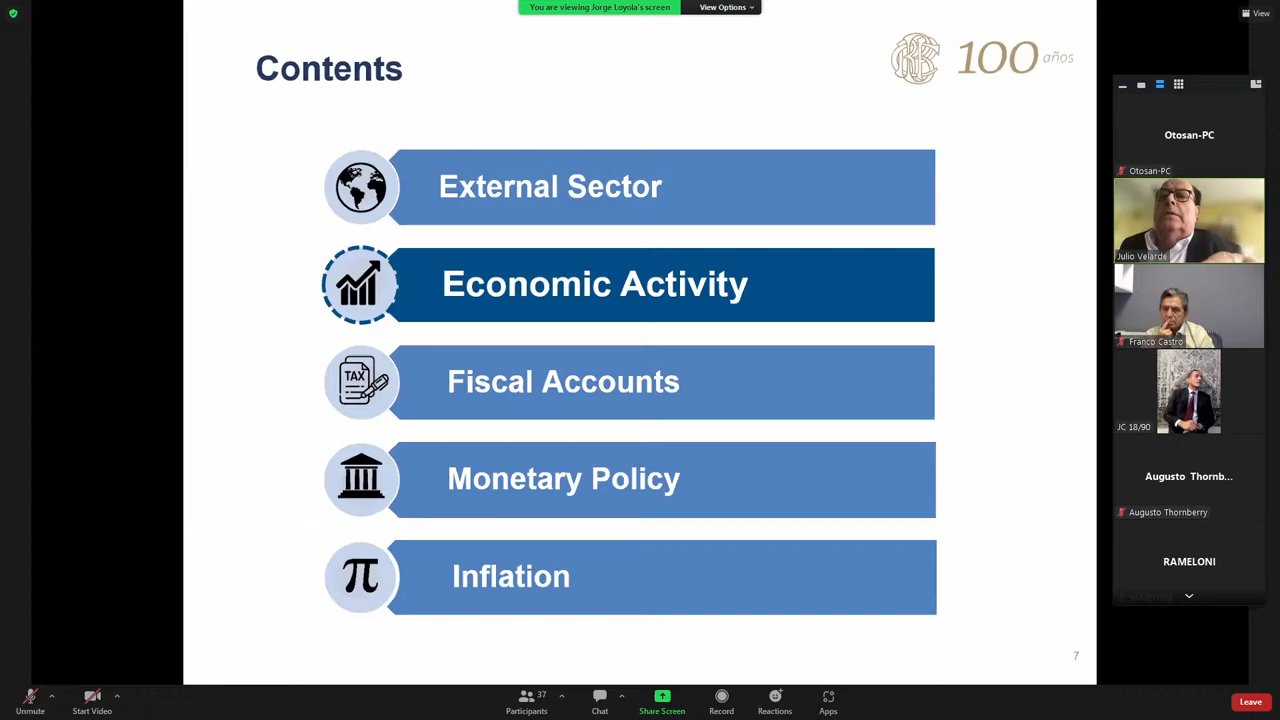 You are viewing Jorge Loyola's screen
View Options
View
Contents
100 años
External Sector
Economic Activity
TAX
Fiscal Accounts
Monetary Policy
π
Inflation
7
Otosan-PC
Otosan-PC
Julio Velarde
Franco Castro
JC 18/90
Augusto Thornb...
Augusto Thornberry
RAMELONI
Unmute
Start Video
37
Participants
Chat
Share Screen
Record
Reactions
Apps
Leave